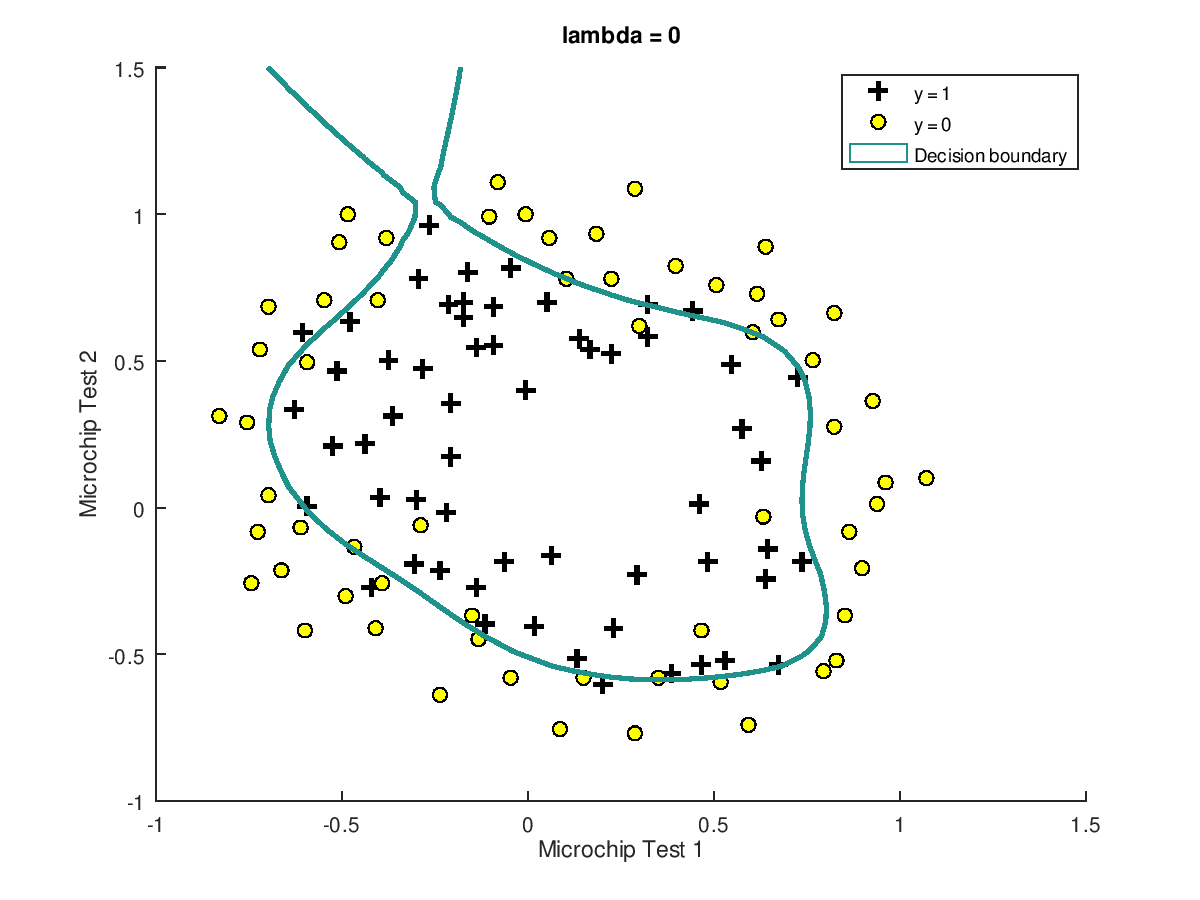 lambda = 0
y = 1
y = 0
Decision boundary
1.5
1
0.5
0
-0.5
-1
Microchip Test 2
-1
-0.5
0
0.5
1
1.5
Microchip Test 1